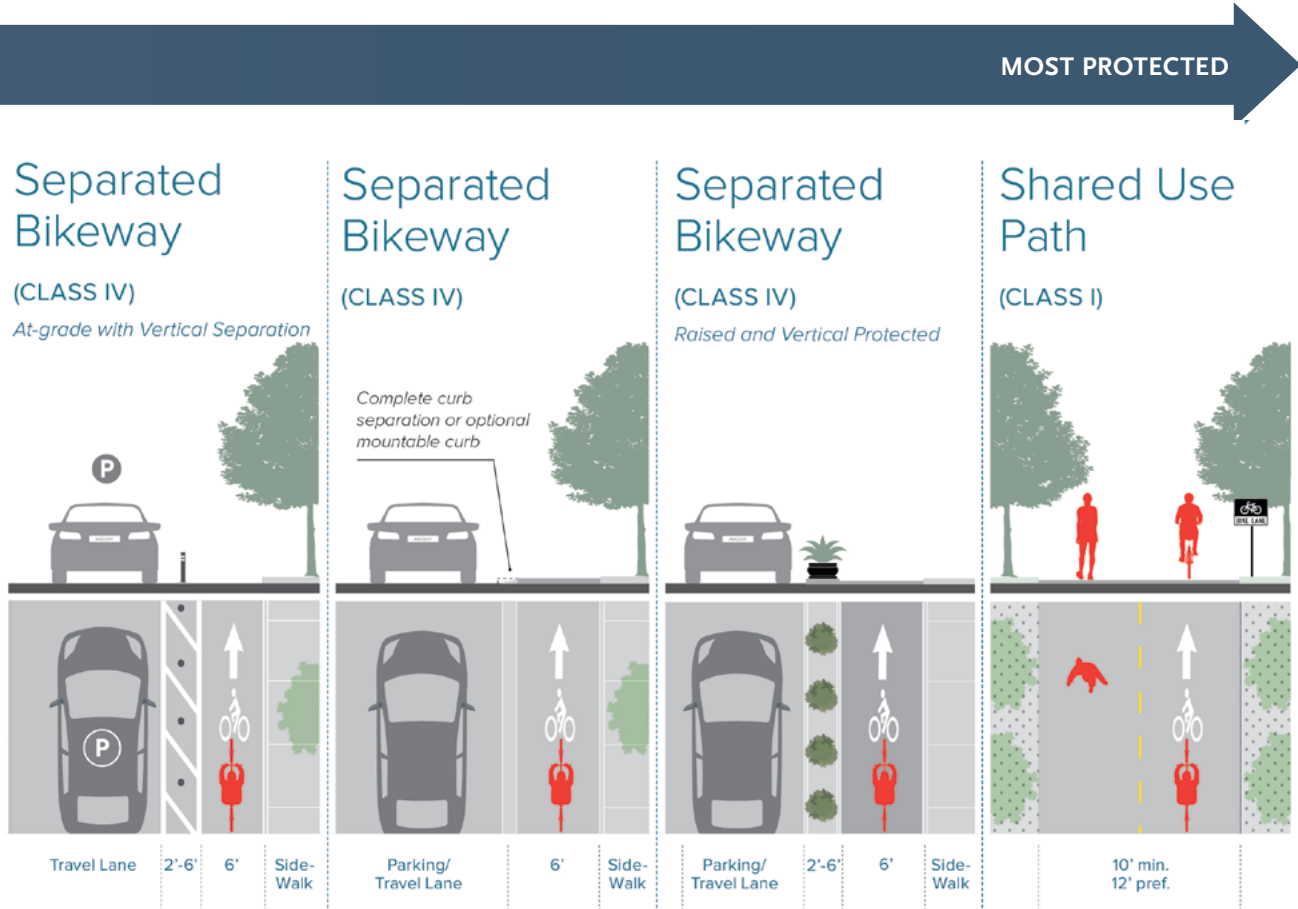 MOST PROTECTED
Separated
Bikeway
(CLASS IV)
At-grade with Vertical Separation
P
P
Travel Lane
2'-6'
6'
Side-
Walk
Separated
Bikeway
(CLASS IV)
Complete curb
separation or optional
mountable curb
Parking/
Travel Lane
6'
Side-
Walk
Separated
Bikeway
(CLASS IV)
Raised and Vertical Protected
Parking/
Travel Lane
2'-6'
6'
Side-
Walk
Shared Use
Path
(CLASS I)
BIKE LANE
10' min.
12' pref.